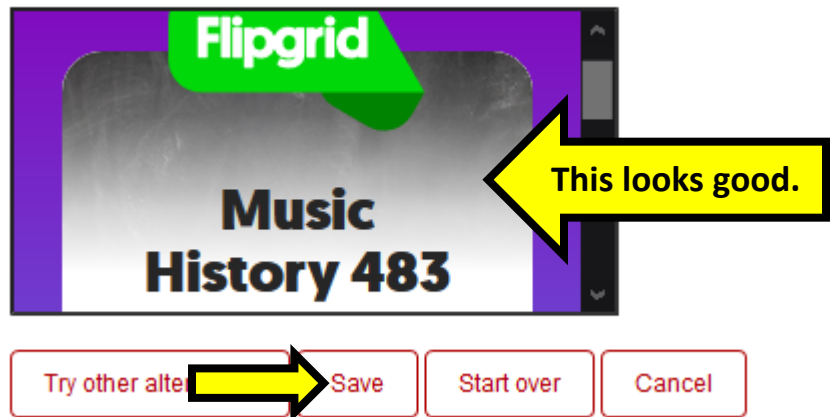 Flipgrid
Music
History 483
This looks good.
Try other alter
Save
Start over
Cancel